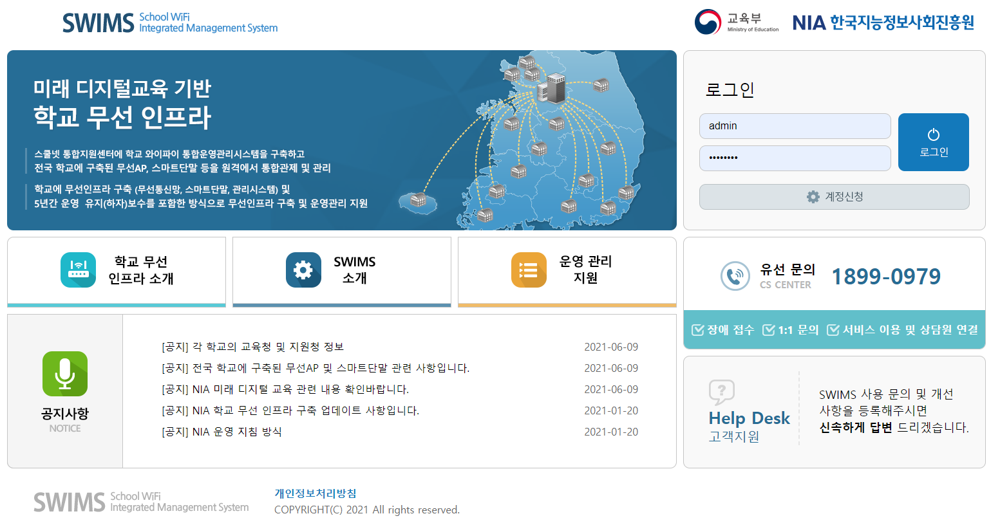 SWIMS School WiFi
Integrated Management System
교육부
Ministry of Education
NIA 한국지능정보사회진흥원
미래 디지털교육 기반
학교 무선 인프라
스쿨넷 통합지원센터에 학교 와이파이 통합운영관리시스템을 구축하고
전국 학교에 구축된 무선AP, 스마트단말 등을 원격에서 통합관제 및 관리
학교에 무선인프라 구축 (무선통신망, 스마트단말, 관리시스템) 및
5년간 운영 유지(하자)보수를 포함한 방식으로 무선인프라 구축 및 운영관리 지원
로그인
admin
••••••••
로그인
계정신청
학교 무선
인프라 소개
SWIMS
소개
운영 관리
지원
유선 문의
CS CENTER
1899-0979
장애 접수 1:1 문의 서비스 이용 및 상담원 연결
공지사항
NOTICE
[공지] 각 학교의 교육청 및 지원청 정보 2021-06-09
[공지] 전국 학교에 구축된 무선AP 및 스마트단말 관련 사항입니다. 2021-06-09
[공지] NIA 미래 디지털 교육 관련 내용 확인바랍니다. 2021-06-09
[공지] NIA 학교 무선 인프라 구축 업데이트 사항입니다. 2021-01-20
[공지] NIA 운영 지침 방식 2021-01-20
?
Help Desk
고객지원
SWIMS 사용 문의 및 개선
사항을 등록해주시면
신속하게 답변 드리겠습니다.
SWIMS School WiFi
Integrated Management System
개인정보처리방침
COPYRIGHT(C) 2021 All rights reserved.